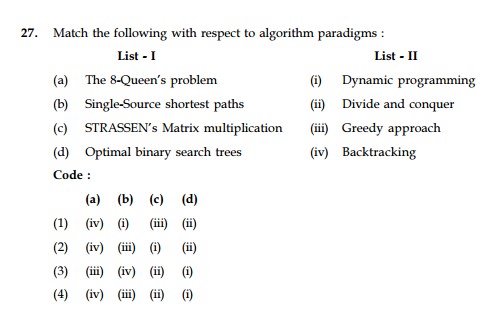 27. Match the following with respect to algorithm paradigms :
List - I List - II
(a) The 8-Queen's problem (i) Dynamic programming
(b) Single-Source shortest paths (ii) Divide and conquer
(c) STRASSEN's Matrix multiplication (iii) Greedy approach
(d) Optimal binary search trees (iv) Backtracking
Code :
(a) (b) (c) (d)
(1) (iv) (i) (iii) (ii)
(2) (iv) (iii) (i) (ii)
(3) (iii) (iv) (ii) (i)
(4) (iv) (iii) (ii) (i)